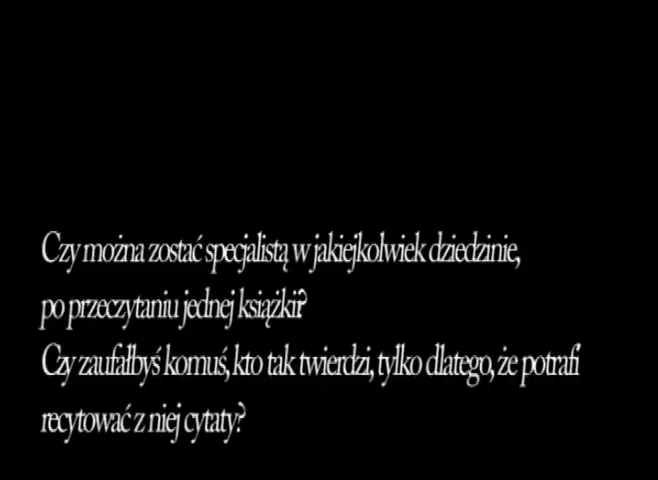 Czy można zostać specjalistą w jakiejkolwiek dziedzinie,
po przeczytaniu jednej książki?
Czy zaufałbyś komuś, kto tak twierdzi, tylko dlatego, że potrafi
recytować z niej cytaty?